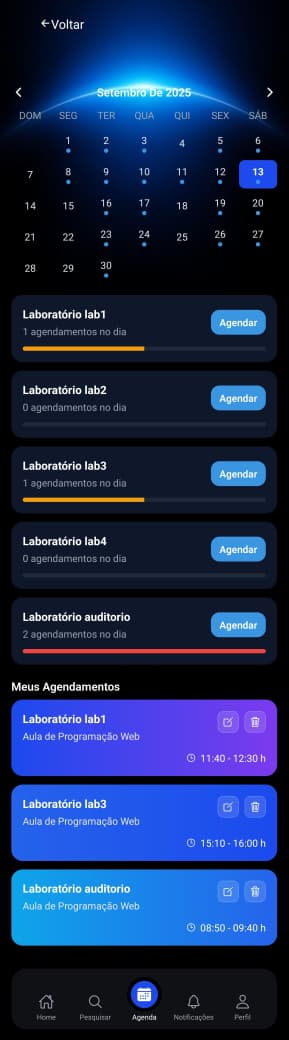 Voltar
Setembro De 2025
DOM SEG TER QUA QUI SEX SÁB
1 2 3 4 5 6
7 8 9 10 11 12 13
14 15 16 17 18 19 20
21 22 23 24 25 26 27
28 29 30
Laboratório lab1
1 agendamentos no dia
Agendar
Laboratório lab2
0 agendamentos no dia
Agendar
Laboratório lab3
1 agendamentos no dia
Agendar
Laboratório lab4
0 agendamentos no dia
Agendar
Laboratório auditorio
2 agendamentos no dia
Agendar
Meus Agendamentos
Laboratório lab1
Aula de Programação Web
11:40 - 12:30 h
Laboratório lab3
Aula de Programação Web
15:10 - 16:00 h
Laboratório auditorio
Aula de Programação Web
08:50 - 09:40 h
Home Pesquisar Agenda Notificações Perfil